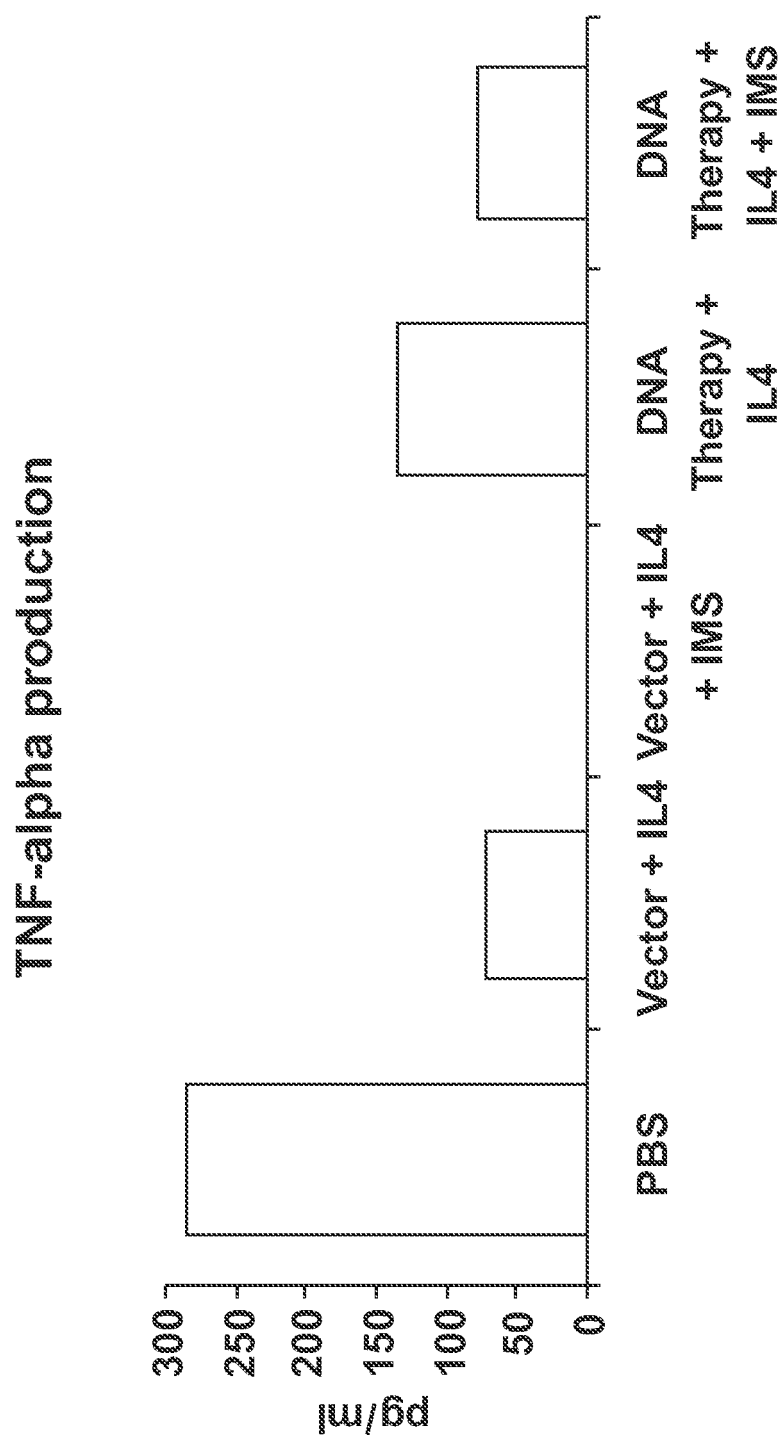 TNF-alpha production
pg/ml
300
250
200
150
100
50
0
PBS
Vector + IL4
Vector + IL4
+ IMS
DNA
Therapy +
IL4
DNA
Therapy +
IL4 + IMS